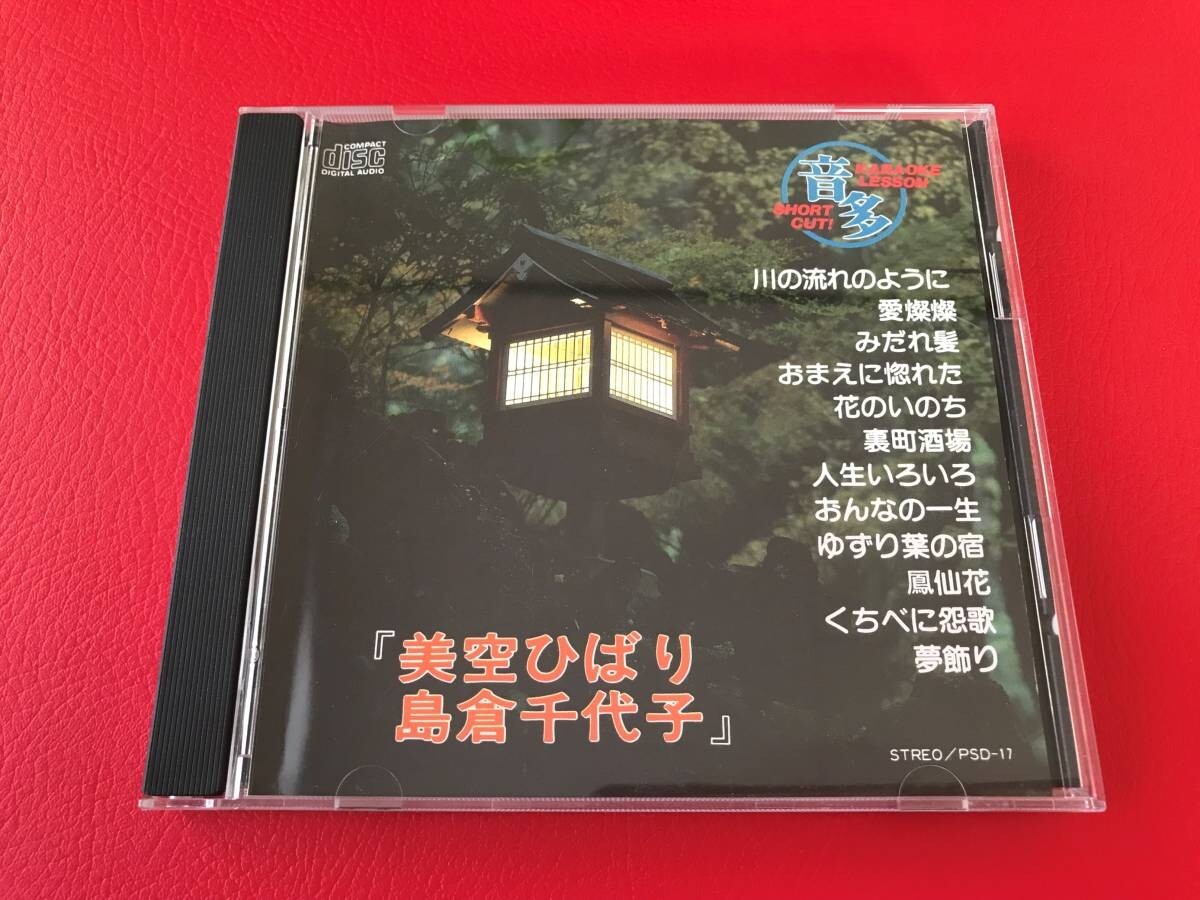 COMPACT
disc
DIGITAL AUDIO
音多
KARAOKE
LESSON
SHORT
CUT!
川の流れのように
愛燦燦
みだれ髪
おまえに惚れた
花のいのち
裏町酒場
人生いろいろ
おんなの一生
ゆずり葉の宿
鳳仙花
くちべに怨歌
夢飾り
『美空ひばり
島倉千代子』
STREO/PSD-17